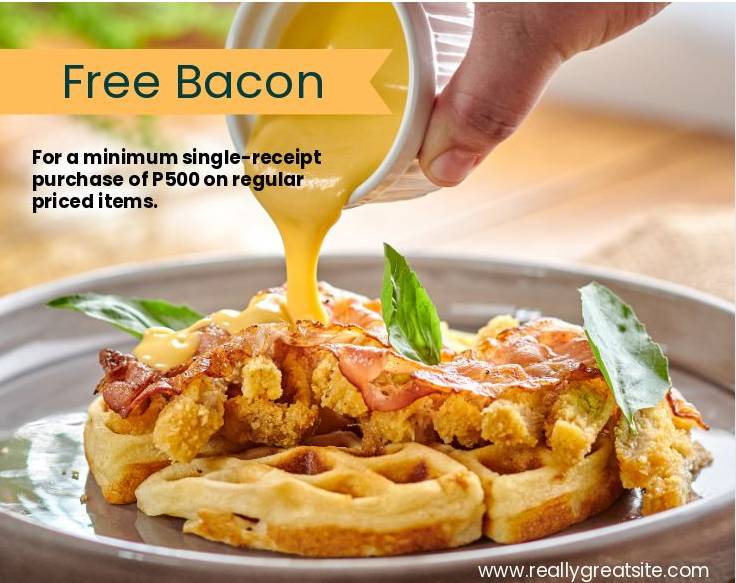 Free Bacon
For a minimum single-receipt
purchase of P500 on regular
priced items.
www.reallygreatsite.com